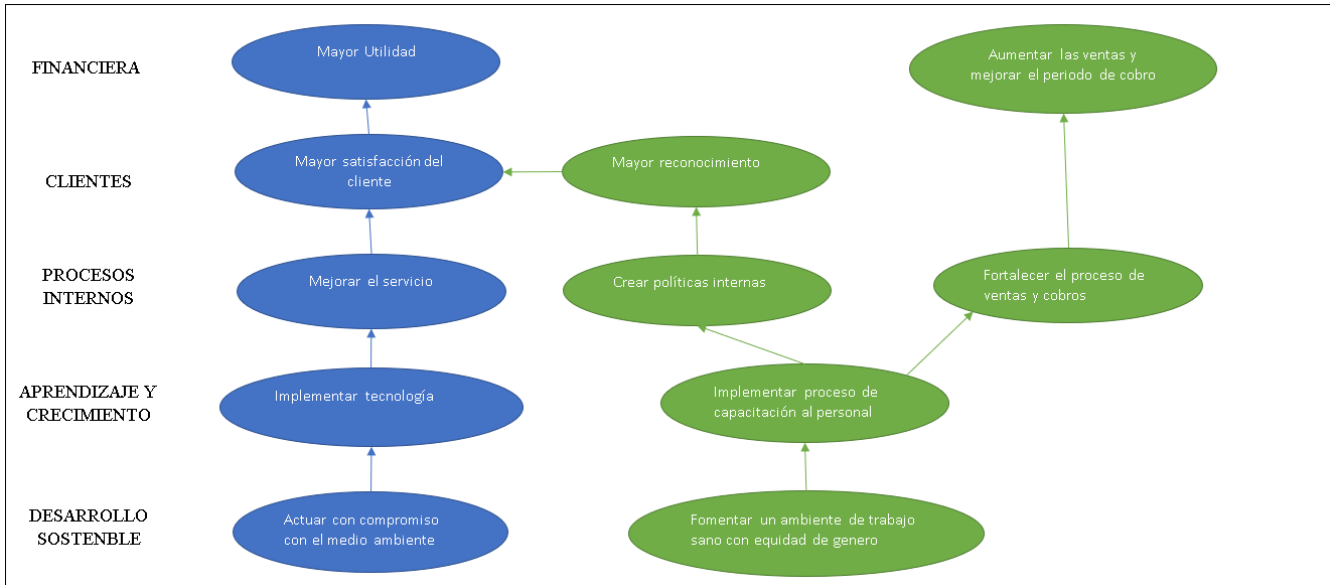 FINANCIERA
Mayor Utilidad
Aumentar las ventas y
mejorar el periodo de cobro
CLIENTES
Mayor satisfacción del
cliente
Mayor reconocimiento
PROCESOS
INTERNOS
Mejorar el servicio
Crear políticas internas
Fortalecer el proceso de
ventas y cobros
APRENDIZAJE Y
CRECIMIENTO
Implementar tecnología
Implementar proceso de
capacitación al personal
DESARROLLO
SOSTENBLE
Actuar con compromiso
con el medio ambiente
Fomentar un ambiente de trabajo
sano con equidad de genero